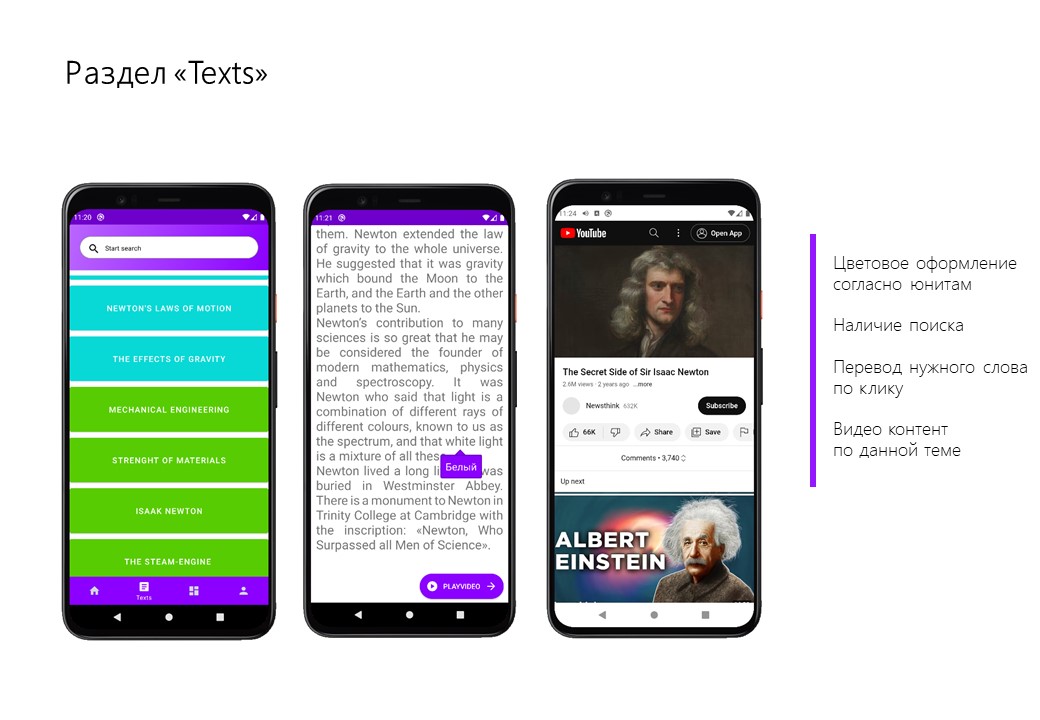 Раздел «Texts»
11:20
Start search
NEWTON'S LAWS OF MOTION
THE EFFECTS OF GRAVITY
MECHANICAL ENGINEERING
STRENGHT OF MATERIALS
ISAAK NEWTON
THE STEAM-ENGINE
Texts
11:21
them. Newton extended the law
of gravity to the whole universe.
He suggested that it was gravity
which bound the Moon to the
Earth, and the Earth and the other
planets to the Sun.
Newton's contribution to many
sciences is so great that he may
be considered the founder of
modern mathematics, physics
and spectroscopy. It was
Newton who said that light is a
combination of different rays of
different colours, known to us as
the spectrum, and that white light
is a mixture of all these
Белый
Newton lived a long li was
buried in Westminster Abbey.
There is a monument to Newton in
Trinity College at Cambridge with
the inscription: «Newton, Who
Surpassed all Men of Science».
PLAYVIDEO
11:24
YouTube
Open App
The Secret Side of Sir Isaac Newton
2.6M views · 2 years ago ...more
Newsthink 632K
Subscribe
66K Share Save
Comments • 3,740
Up next
ALBERT
EINSTEIN
Цветовое оформление
согласно юнитам
Наличие поиска
Перевод нужного слова
по клику
Видео контент
по данной теме